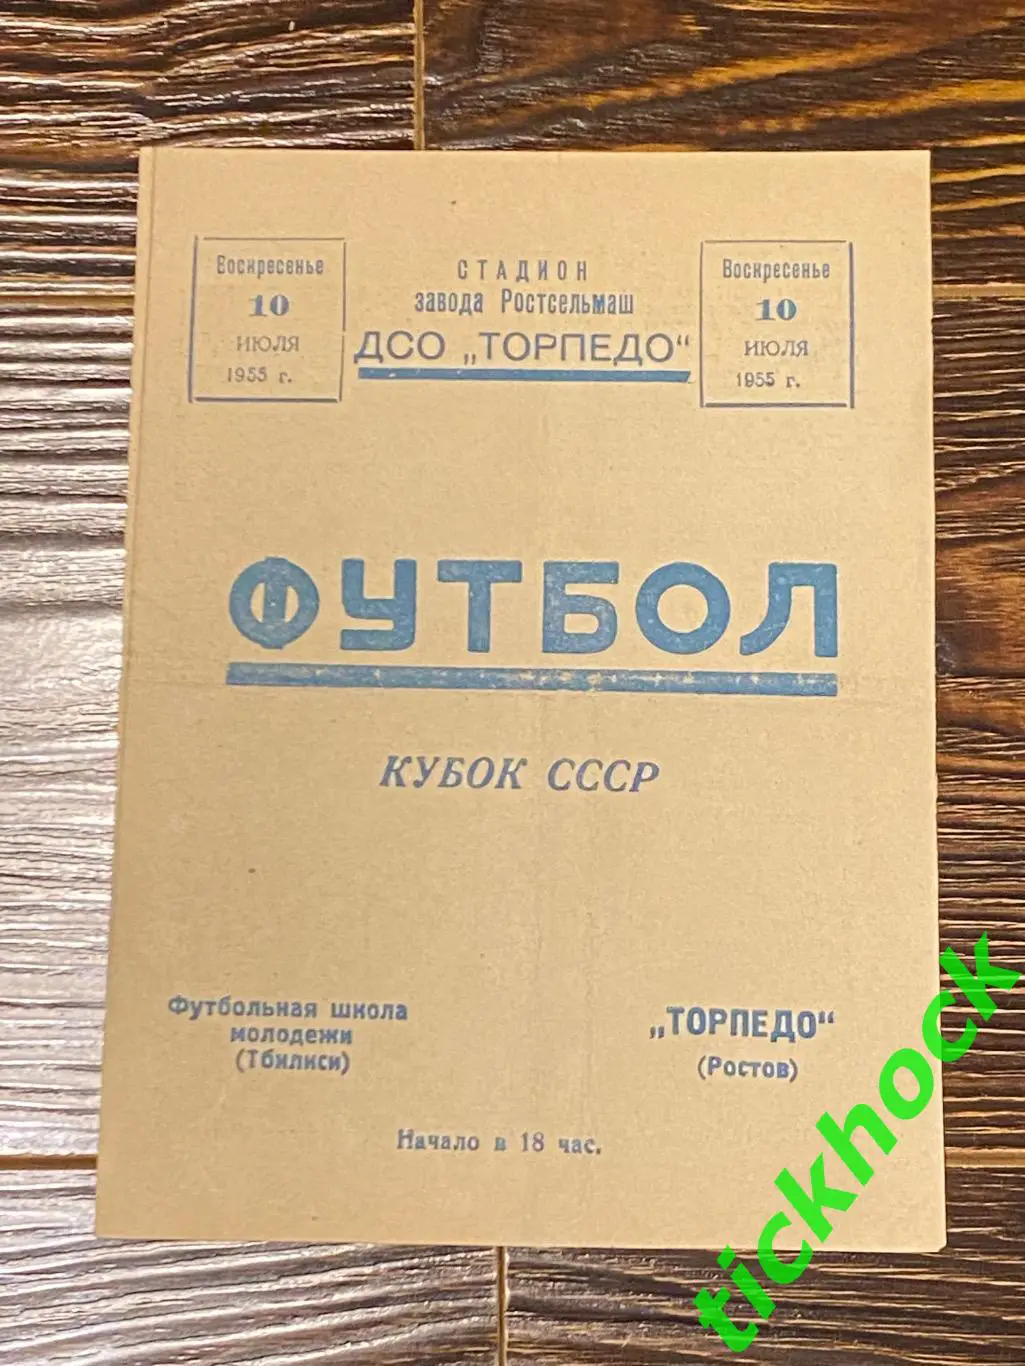 Воскресенье
10
ИЮЛЯ
1955 г.
СТАДИОН
завода Ростсельмаш
ДСО „ТОРПЕДО“
Воскресенье
10
ИЮЛЯ
1955 г.
ФУТБОЛ
КУБОК СССР
Футбольная школа
молодежи
(Тбилиси)
„ТОРПЕДО“
(Ростов)
Начало в 18 час.
tickhock